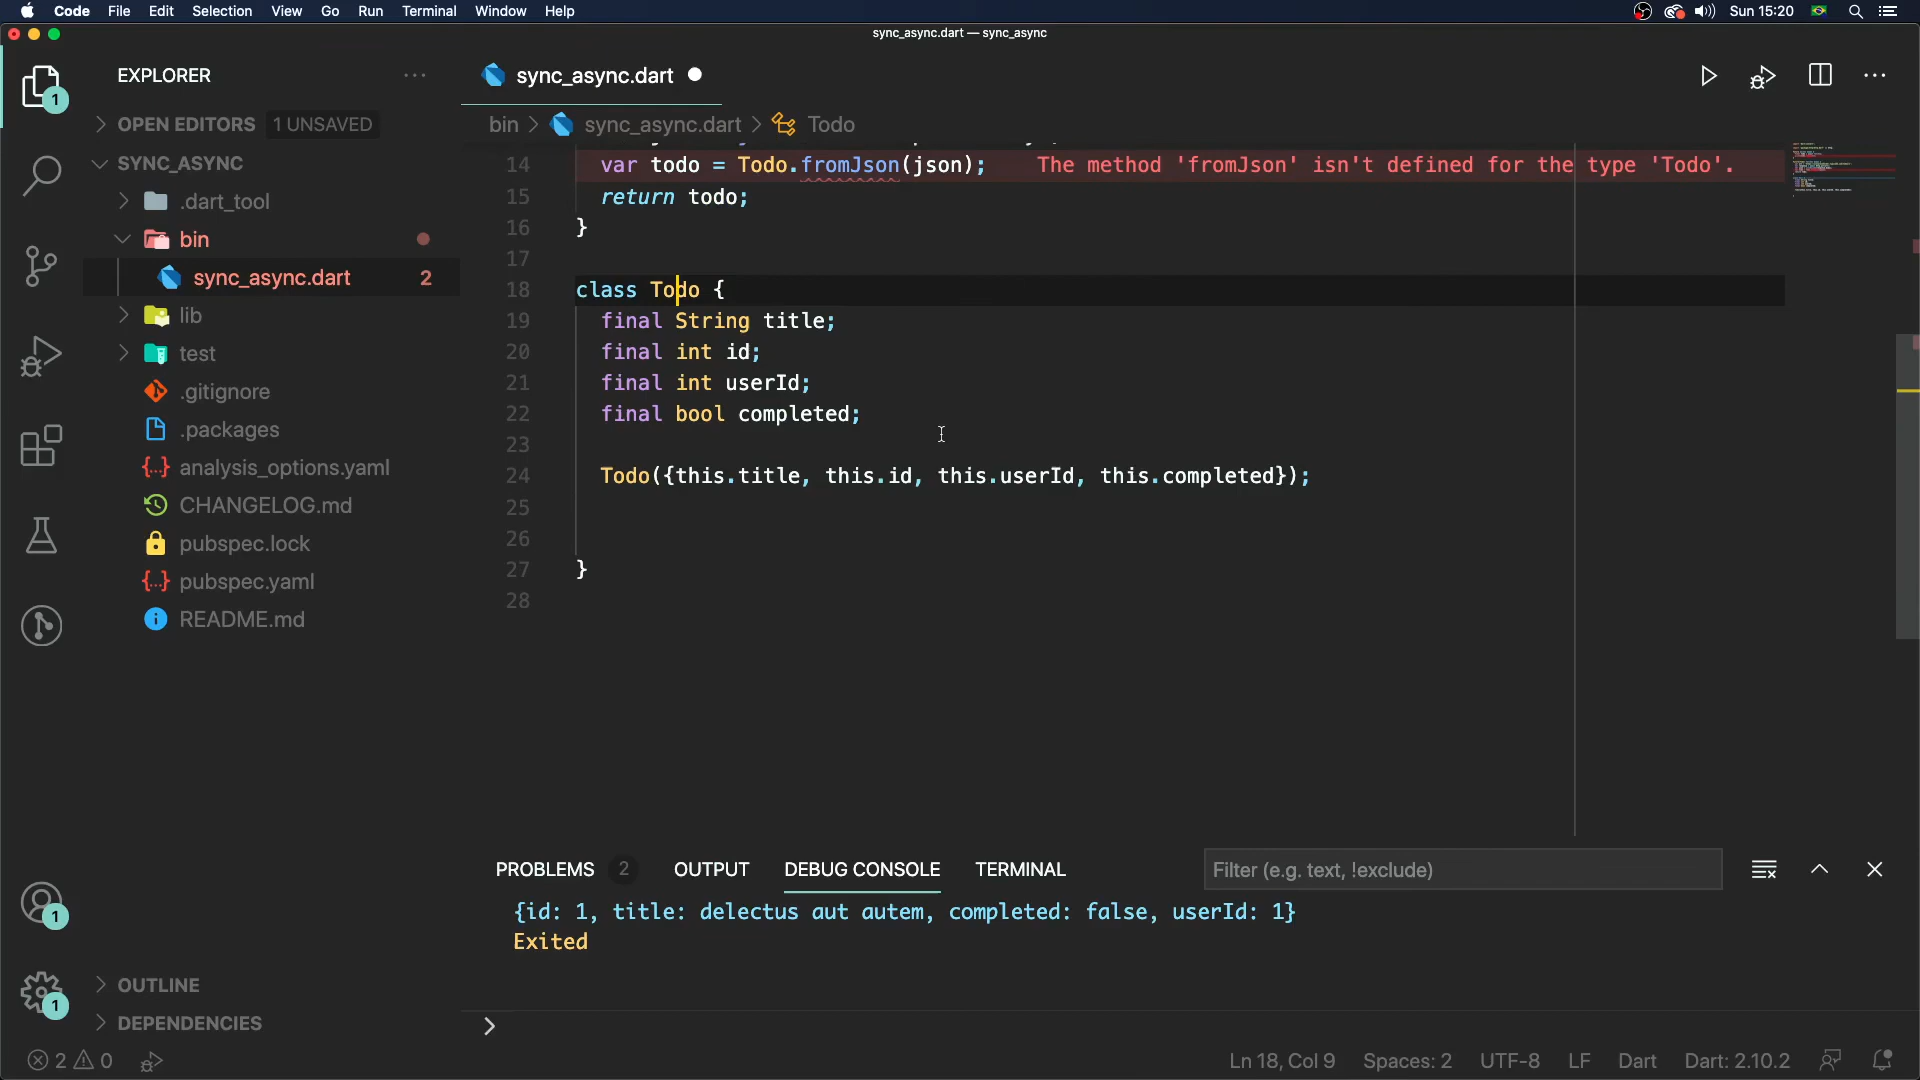 Code File Edit Selection View Go Run Terminal Window Help Sun 15:20
sync_async.dart — sync_async
EXPLORER
sync_async.dart
1
OPEN EDITORS 1 UNSAVED
bin sync_async.dart Todo
SYNC_ASYNC
.dart_tool
bin
sync_async.dart 2
lib
test
.gitignore
.packages
analysis_options.yaml
CHANGELOG.md
pubspec.lock
pubspec.yaml
README.md
14 var todo = Todo.fromJson(json); The method 'fromJson' isn't defined for the type 'Todo'.
15 return todo;
16 }
17
18 class Todo {
19 final String title;
20 final int id;
21 final int userId;
22 final bool completed;
23
24 Todo({this.title, this.id, this.userId, this.completed});
25
26
27 }
28
PROBLEMS 2 OUTPUT DEBUG CONSOLE TERMINAL Filter (e.g. text, !exclude)
{id: 1, title: delectus aut autem, completed: false, userId: 1}
Exited
1
1
OUTLINE
DEPENDENCIES
2 0 Ln 18, Col 9 Spaces: 2 UTF-8 LF Dart Dart: 2.10.2